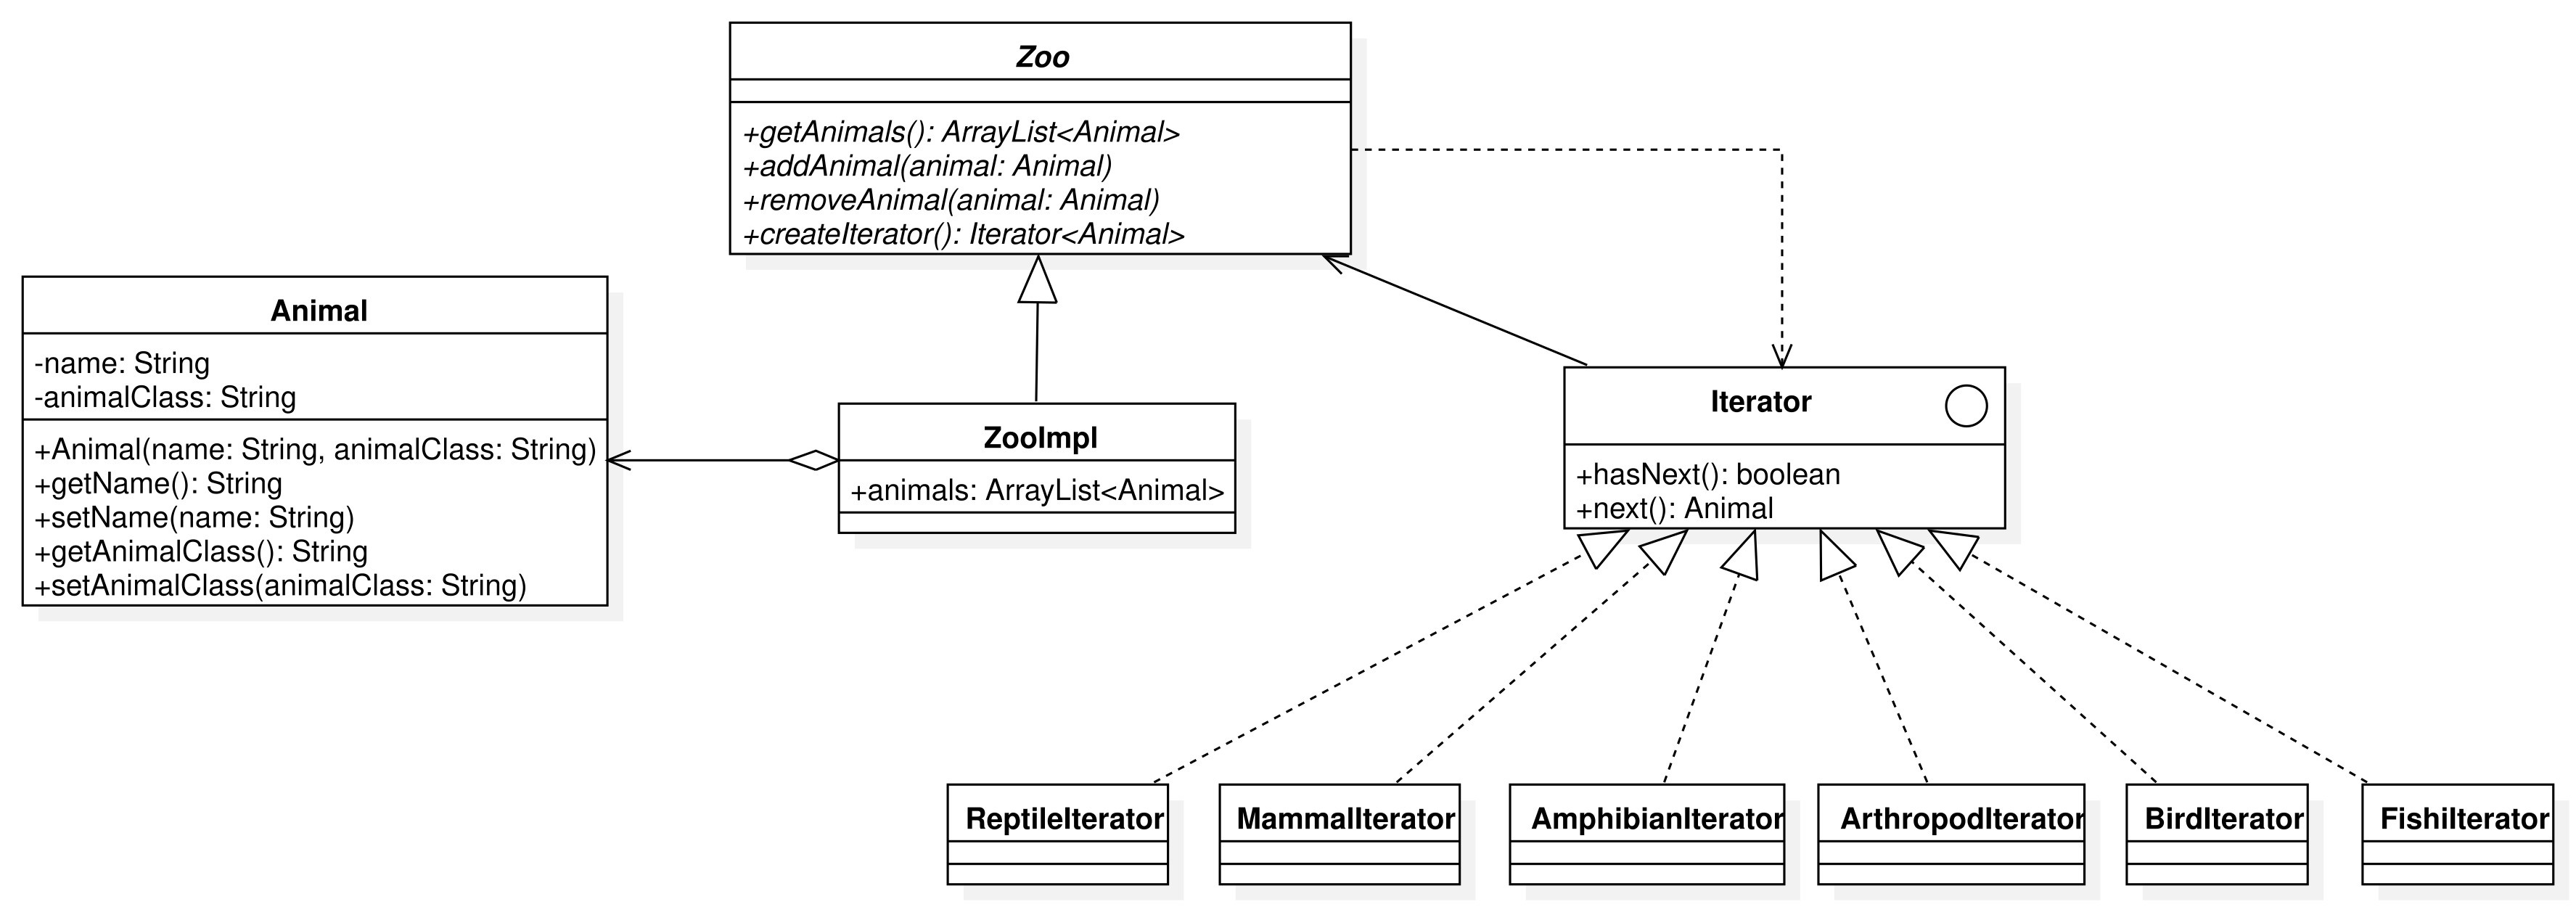 Zoo
+getAnimals(): ArrayList<Animal>
+addAnimal(animal: Animal)
+removeAnimal(animal: Animal)
+createIterator(): Iterator<Animal>
Animal
-name: String
-animalClass: String
+Animal(name: String, animalClass: String)
+getName(): String
+setName(name: String)
+getAnimalClass(): String
+setAnimalClass(animalClass: String)
ZooImpl
+animals: ArrayList<Animal>
Iterator
+hasNext(): boolean
+next(): Animal
ReptileIterator
MammalIterator
AmphibianIterator
ArthropodIterator
BirdIterator
FishiIterator